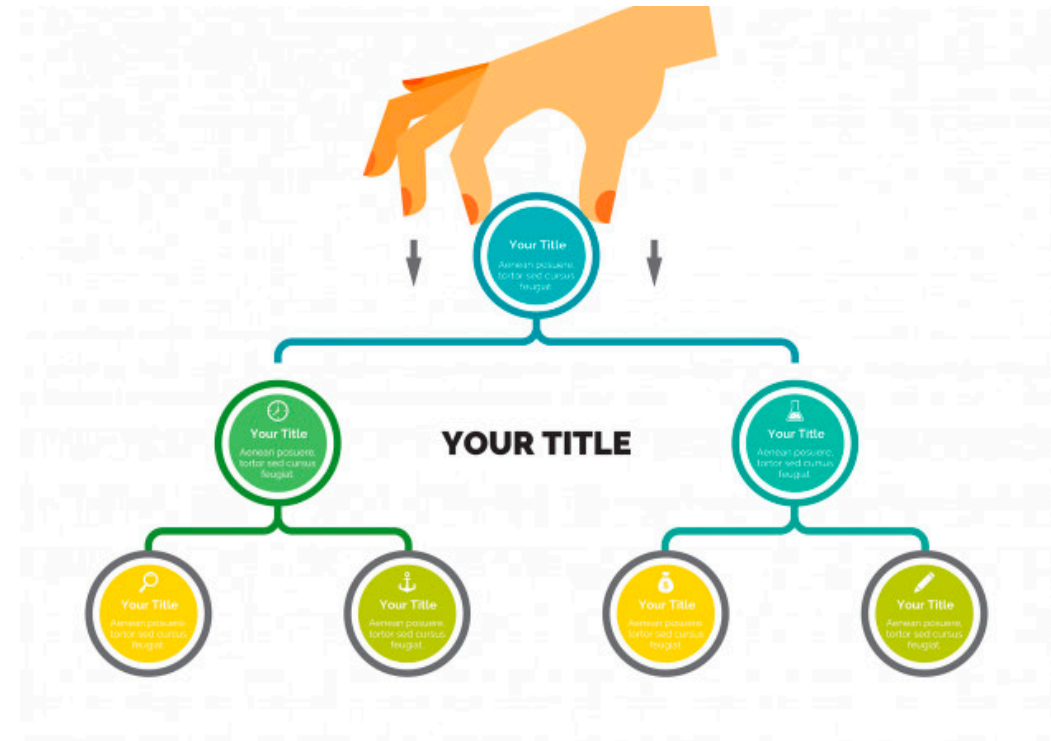 Your Title
Aenean posuere,
tortor sed cursus
feugiat.
Your Title
Aenean posuere,
tortor sed cursus
feugiat.
YOUR TITLE
Your Title
Aenean posuere,
tortor sed cursus
feugiat.
Your Title
Aenean posuere,
tortor sed cursus
feugiat.
Your Title
Aenean posuere,
tortor sed cursus
feugiat.
Your Title
Aenean posuere,
tortor sed cursus
feugiat.
Your Title
Aenean posuere,
tortor sed cursus
feugiat.